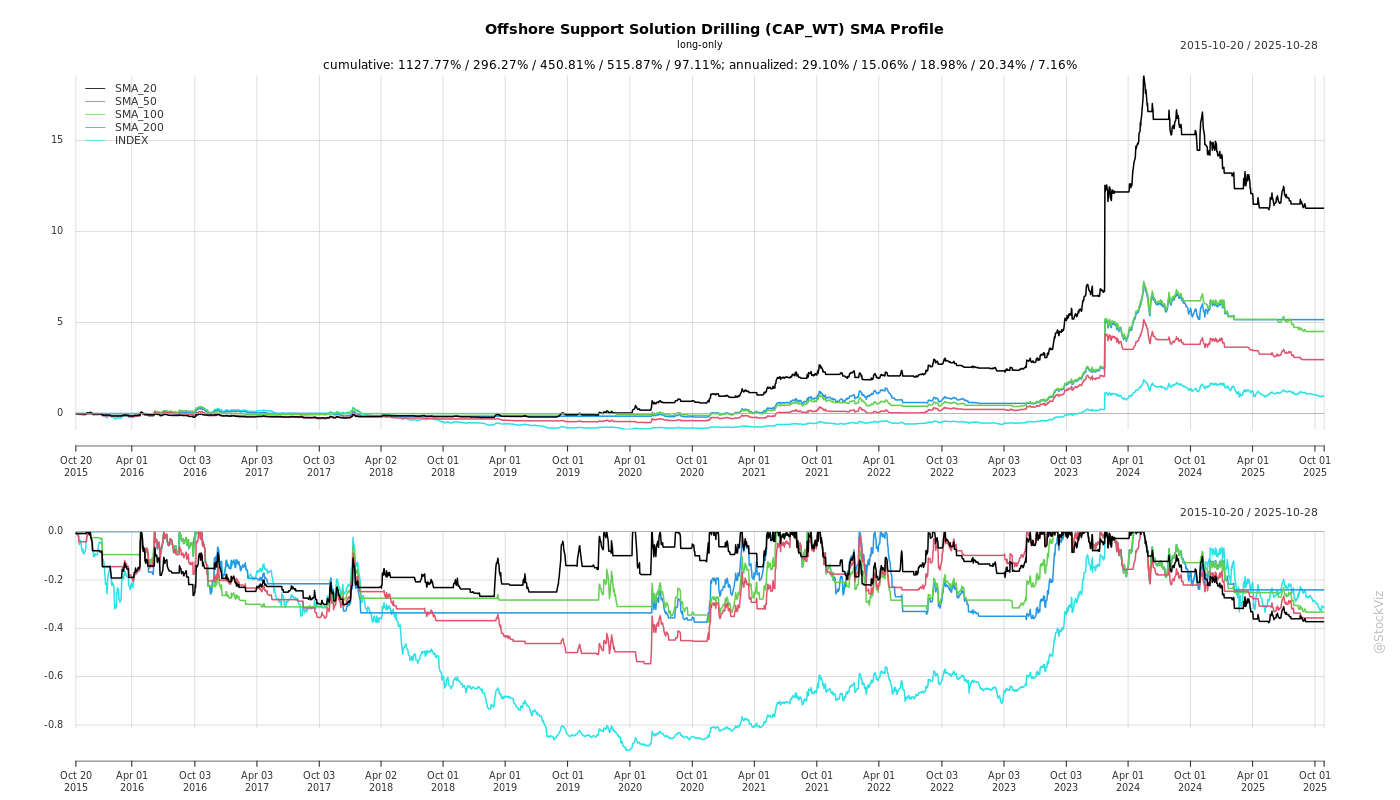 Offshore Support Solution Drilling (CAP_WT) SMA Profile
long-only
2015-10-20 / 2025-10-28
cumulative: 1127.77% / 296.27% / 450.81% / 515.87% / 97.11%; annualized: 29.10% / 15.06% / 18.98% / 20.34% / 7.16%
SMA_20
SMA_50
SMA_100
SMA_200
INDEX
15
10
5
0
Oct 20 Apr 01 Oct 03 Apr 03 Oct 03 Apr 02 Oct 01 Apr 01 Oct 01 Apr 01 Oct 01 Apr 01 Oct 01 Apr 01 Oct 03 Apr 03 Oct 03 Apr 01 Oct 01 Apr 01 Oct 01
2015 2016 2016 2017 2017 2018 2018 2019 2019 2020 2020 2021 2021 2022 2022 2023 2023 2024 2024 2025 2025
2015-10-20 / 2025-10-28
0.0
-0.2
-0.4
-0.6
-0.8
Oct 20 Apr 01 Oct 03 Apr 03 Oct 03 Apr 02 Oct 01 Apr 01 Oct 01 Apr 01 Oct 01 Apr 01 Oct 01 Apr 01 Oct 03 Apr 03 Oct 03 Apr 01 Oct 01 Apr 01 Oct 01
2015 2016 2016 2017 2017 2018 2018 2019 2019 2020 2020 2021 2021 2022 2022 2023 2023 2024 2024 2025 2025
@StockViz